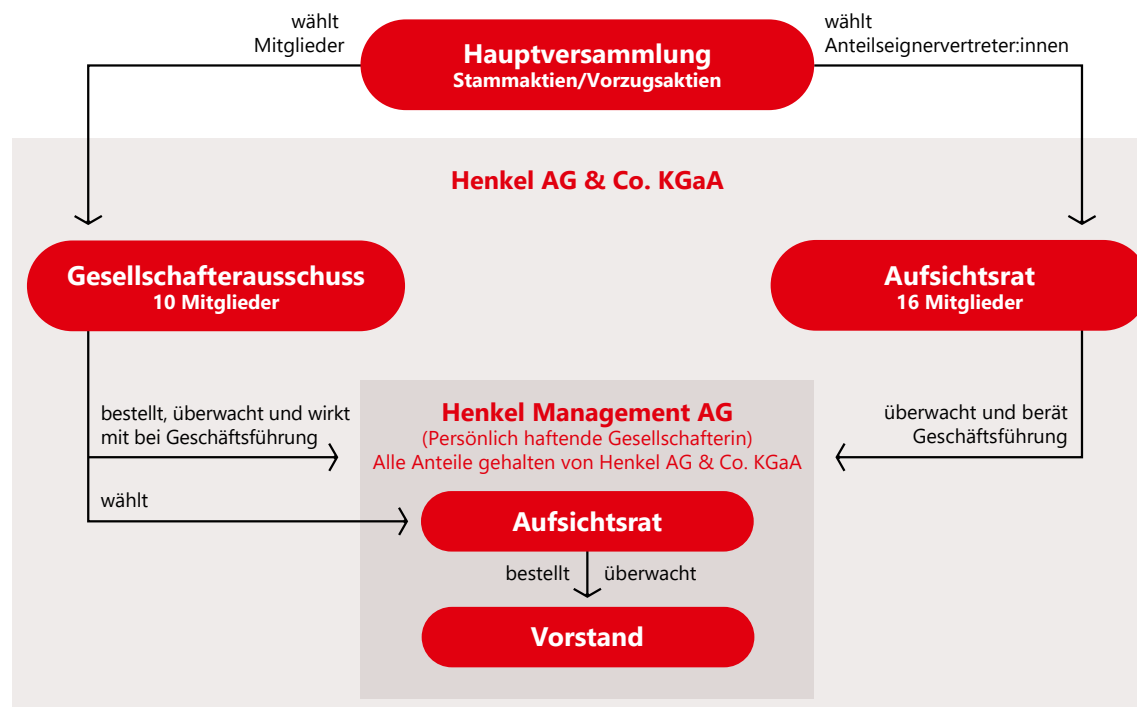 wählt
Mitglieder
Hauptversammlung
Stammaktien/Vorzugsaktien
wählt
Anteilseignervertreter:innen
Henkel AG & Co. KGaA
Gesellschafterausschuss
10 Mitglieder
Aufsichtsrat
16 Mitglieder
bestellt, überwacht und wirkt
mit bei Geschäftsführung
Henkel Management AG
(Persönlich haftende Gesellschafterin)
Alle Anteile gehalten von Henkel AG & Co. KGaA
überwacht und berät
Geschäftsführung
wählt
Aufsichtsrat
bestellt
überwacht
Vorstand